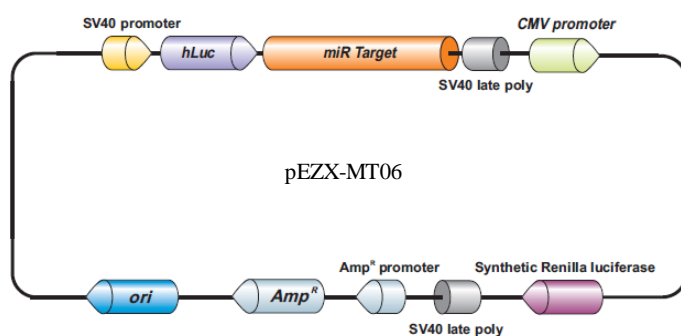 SV40 promoter
hLuc
miR Target
SV40 late poly
CMV promoter
pEZX-MT06
ori
Amp^R
Amp^R promoter
SV40 late poly
Synthetic Renilla luciferase